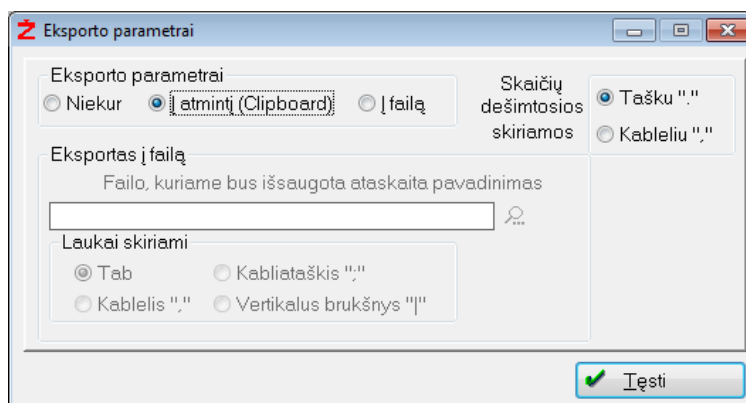 Ž Eksporto parametrai
Eksporto parametrai
Niekur Į atmintį (Clipboard) Į failą
Skaičių
dešimtosios
skiriamos
Tašku "."
Kableliu ","
Eksportas į failą
Failo, kuriame bus išsaugota ataskaita pavadinimas
Laukai skiriami
Tab Kabliataškis ";"
Kablelis "," Vertikalus brukšnys "|"
Tęsti